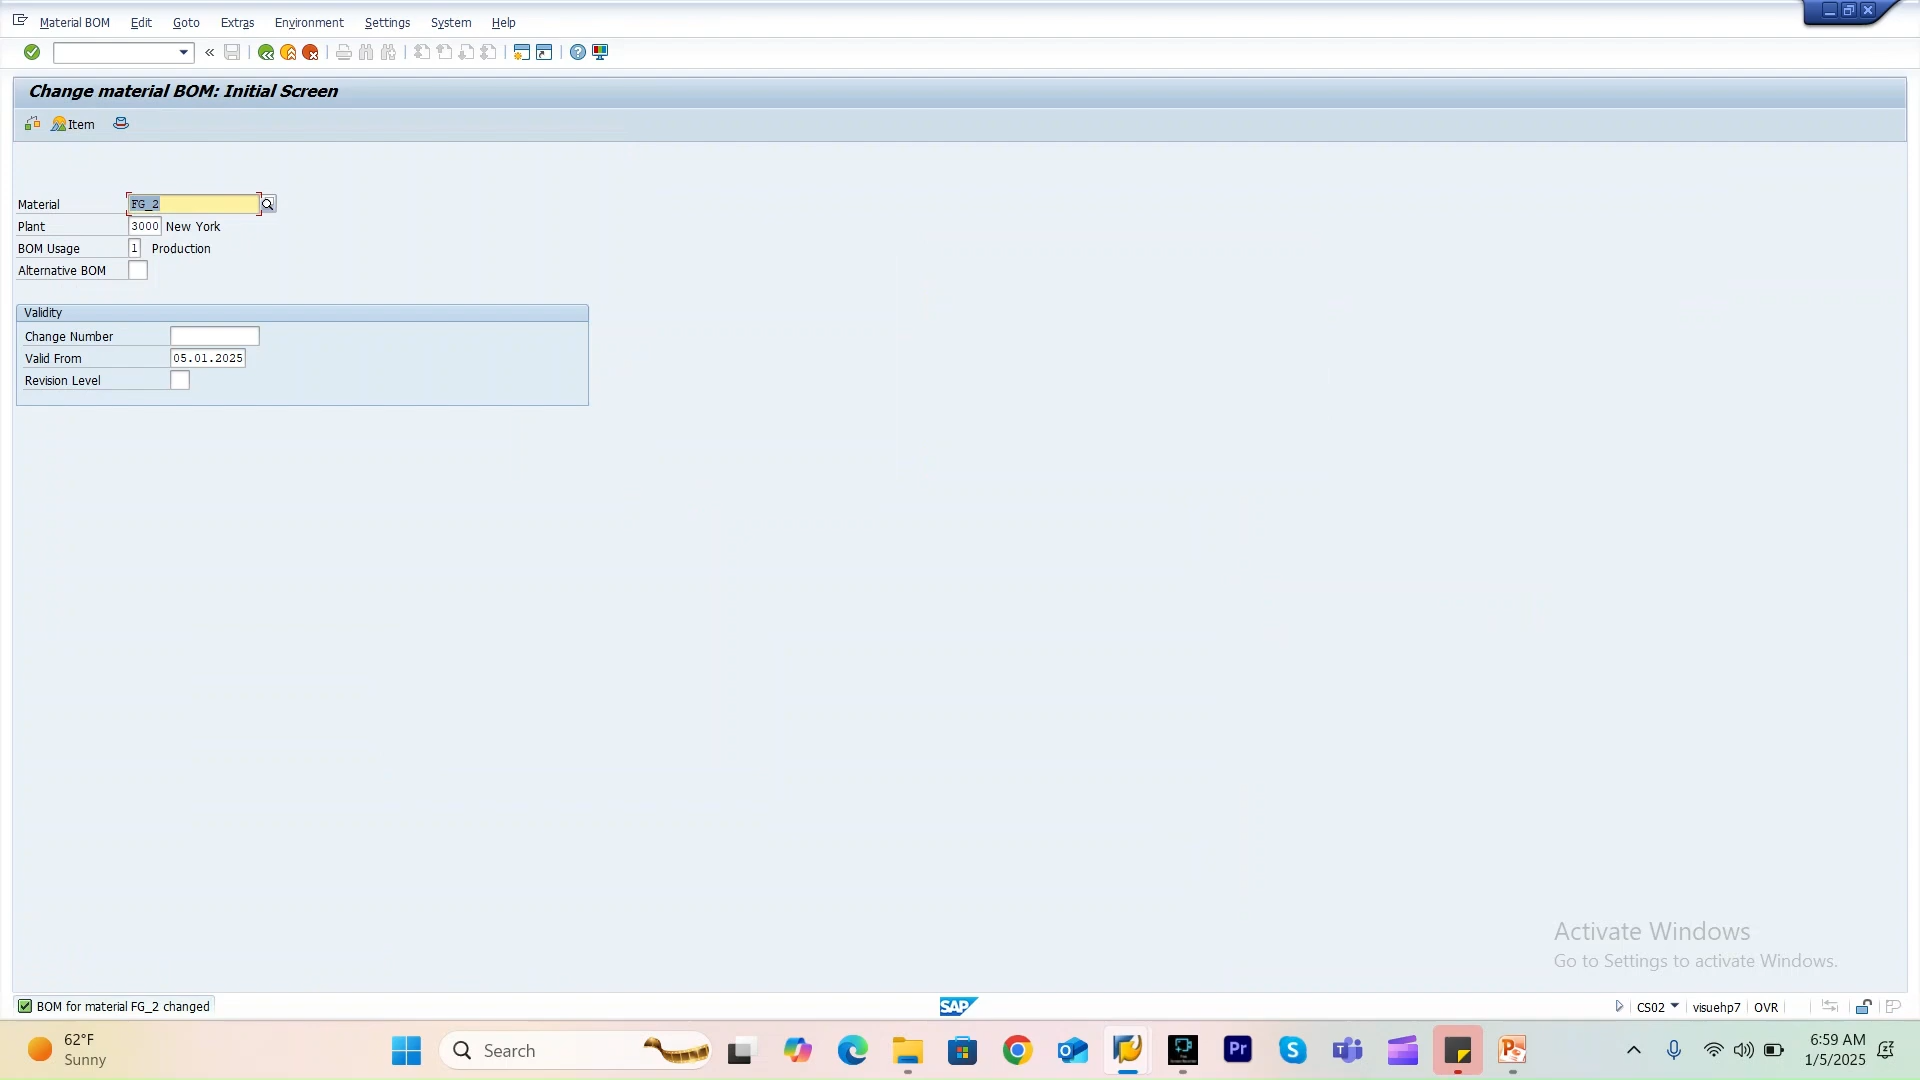 Material BOM Edit Goto Extras Environment Settings System Help
Change material BOM: Initial Screen
Item
Material FG_2
Plant 3000 New York
BOM Usage 1 Production
Alternative BOM
Validity
Change Number
Valid From 05.01.2025
Revision Level
Activate Windows
Go to Settings to activate Windows.
BOM for material FG_2 changed
SAP
CS02 visuehp7 OVR
62°F
Sunny
Search
Pr
6:59 AM
1/5/2025